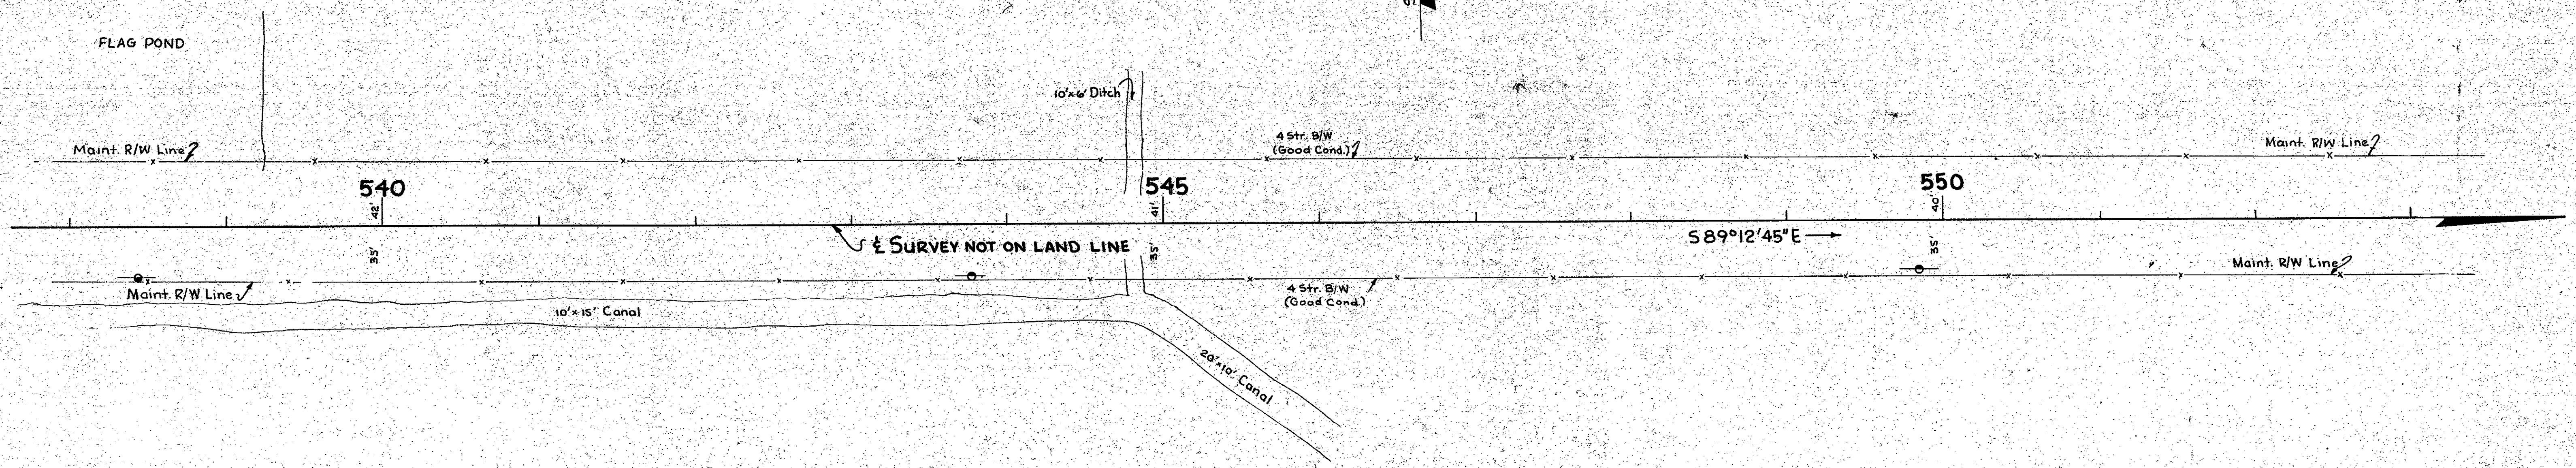 FLAG POND
10'x6' Ditch
4 Str. B/W
(Good Cond.)
Maint. R/W Line
Maint. R/W Line
540
545
550
42'
41'
40'
35'
35'
35'
℄ SURVEY NOT ON LAND LINE
S 89°12'45" E
Maint. R/W Line
Maint. R/W Line
4 Str. B/W
(Good Cond.)
10'x15' Canal
20'x10' Canal